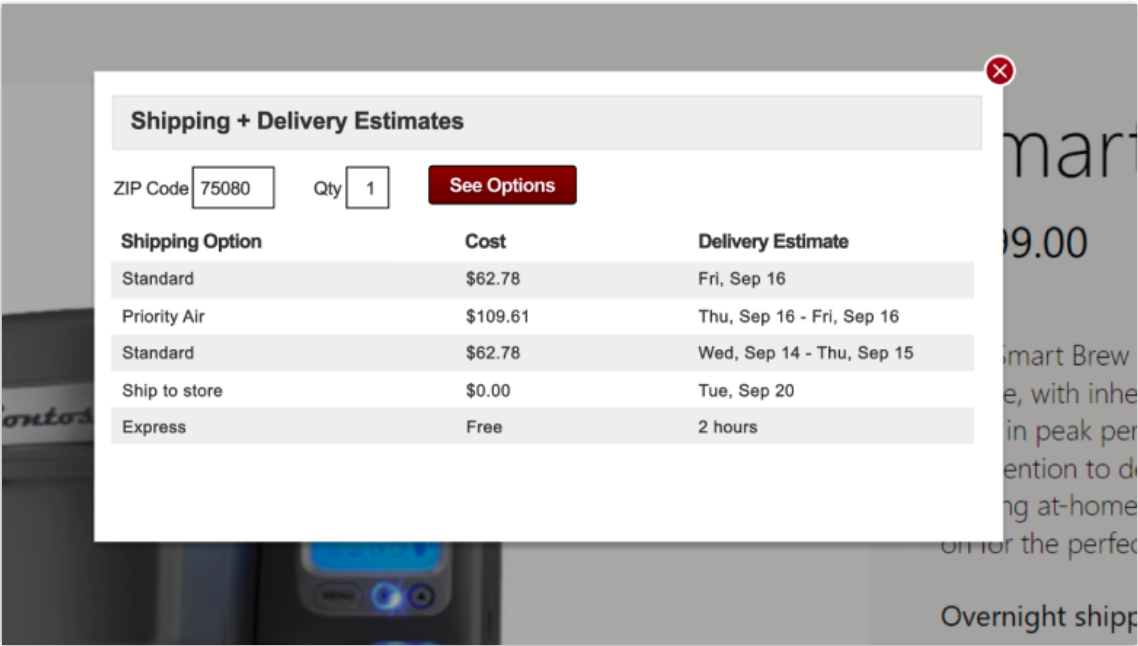 Shipping + Delivery Estimates
ZIP Code 75080 Qty 1 See Options
Shipping Option Cost Delivery Estimate
Standard $62.78 Fri, Sep 16
Priority Air $109.61 Thu, Sep 16 - Fri, Sep 16
Standard $62.78 Wed, Sep 14 - Thu, Sep 15
Ship to store $0.00 Tue, Sep 20
Express Free 2 hours
mart
99.00
Smart Brew
e, with inhe
in peak per
ention to de
ng at-home
on for the perfec
Overnight shipp
ontos
MENU